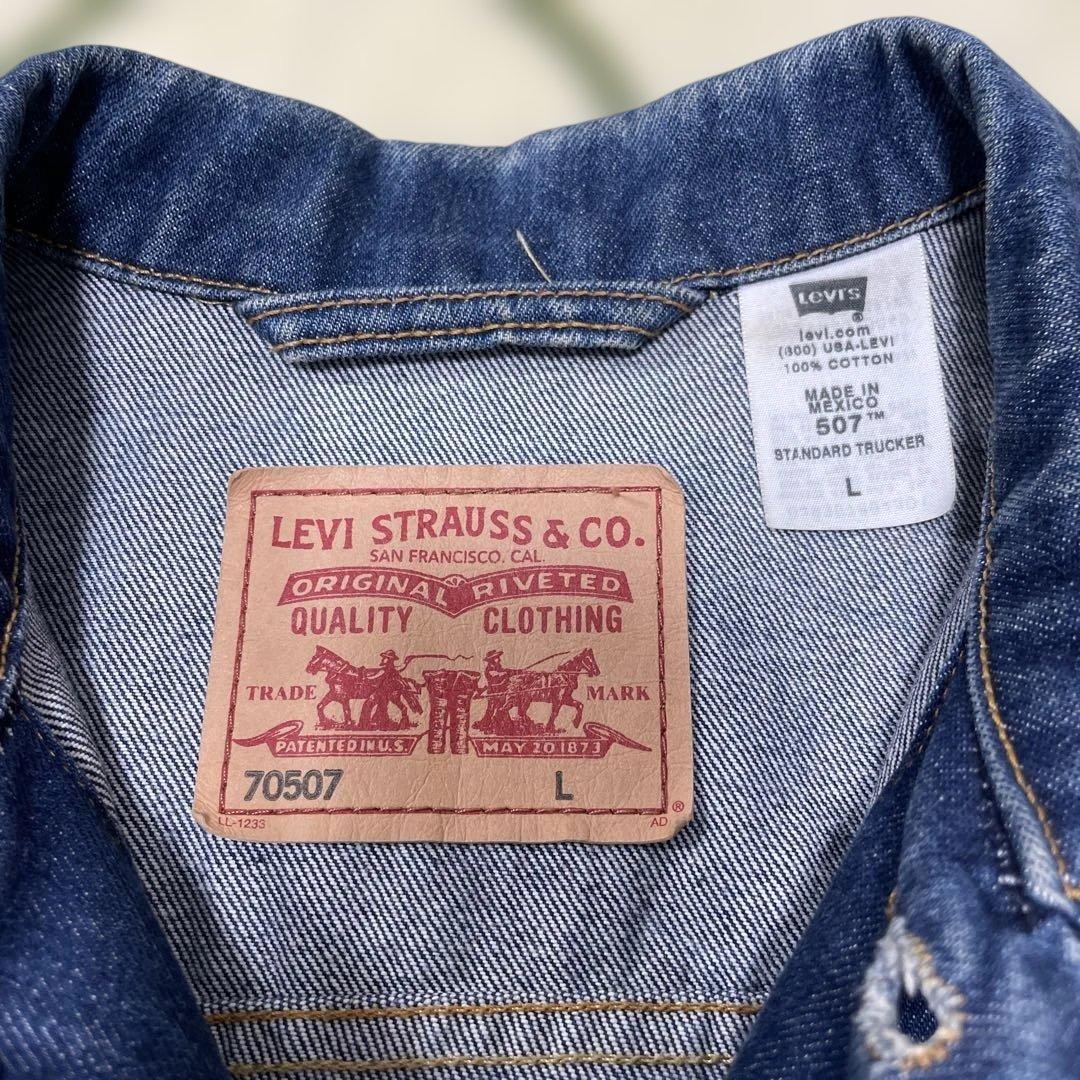 LEVI STRAUSS & CO.
SAN FRANCISCO. CAL.
ORIGINAL RIVETED
QUALITY CLOTHING
TRADE MARK
PATENTED IN U.S. MAY 20 1873
70507 L
LL-1233 AD ®
LEVI'S
®
levi.com
(800) USA-LEVI
100% COTTON
MADE IN
MEXICO
507™
STANDARD TRUCKER
L